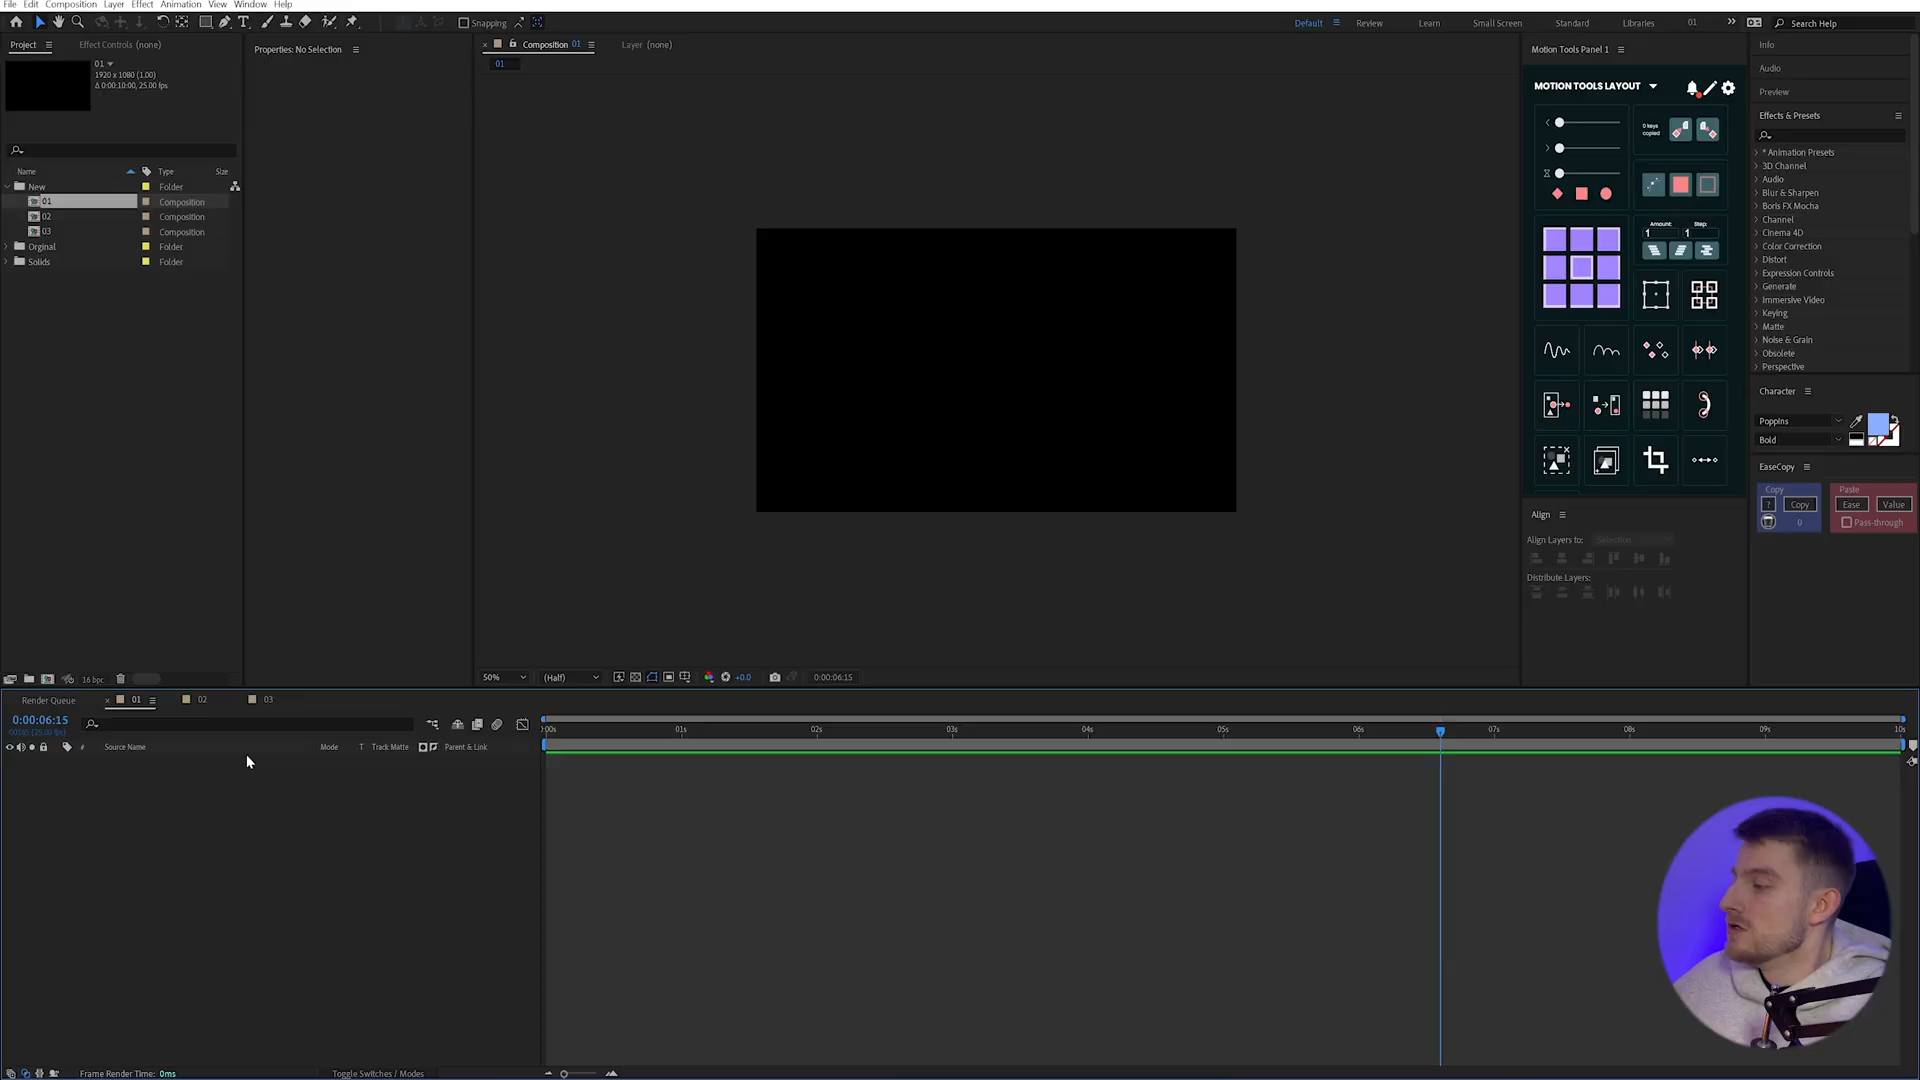 File Edit Composition Layer Effect Animation View Window Help
Snapping
Default Review Learn Small Screen Standard Libraries 01 Search Help
Project Effect Controls (none)
Properties: No Selection
Composition 01 Layer (none)
01
01
1920 x 1080 (1.00)
Δ 0:00:10:00, 25.00 fps
Name Type Size
New Folder
01 Composition
02 Composition
03 Composition
Orginal Folder
Solids Folder
16 bpc
50% (Half) +0.0 0:00:06:15
Motion Tools Panel 1
MOTION TOOLS LAYOUT
0 keys
copied
Amount: Step:
1 1
Align
Align Layers to: Selection
Distribute Layers:
Info
Audio
Preview
Effects & Presets
* Animation Presets
3D Channel
Audio
Blur & Sharpen
Boris FX Mocha
Channel
Cinema 4D
Color Correction
Distort
Expression Controls
Generate
Immersive Video
Keying
Matte
Noise & Grain
Obsolete
Perspective
Character
Poppins
Bold
EaseCopy
Copy Paste
? Copy Ease Value
0 Pass-through
Render Queue 01 02 03
0:00:06:15
# Source Name Mode T Track Matte Parent & Link
:00s 01s 02s 03s 04s 05s 06s 07s 08s 09s 10s
Frame Render Time: 0ms Toggle Switches / Modes